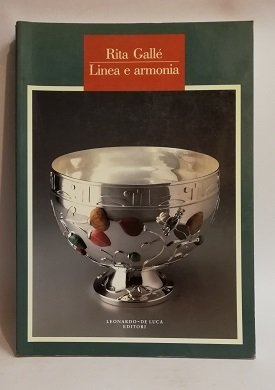 Rita Gallé
Linea e armonia
LEONARDO-DE LUCA
EDITORI